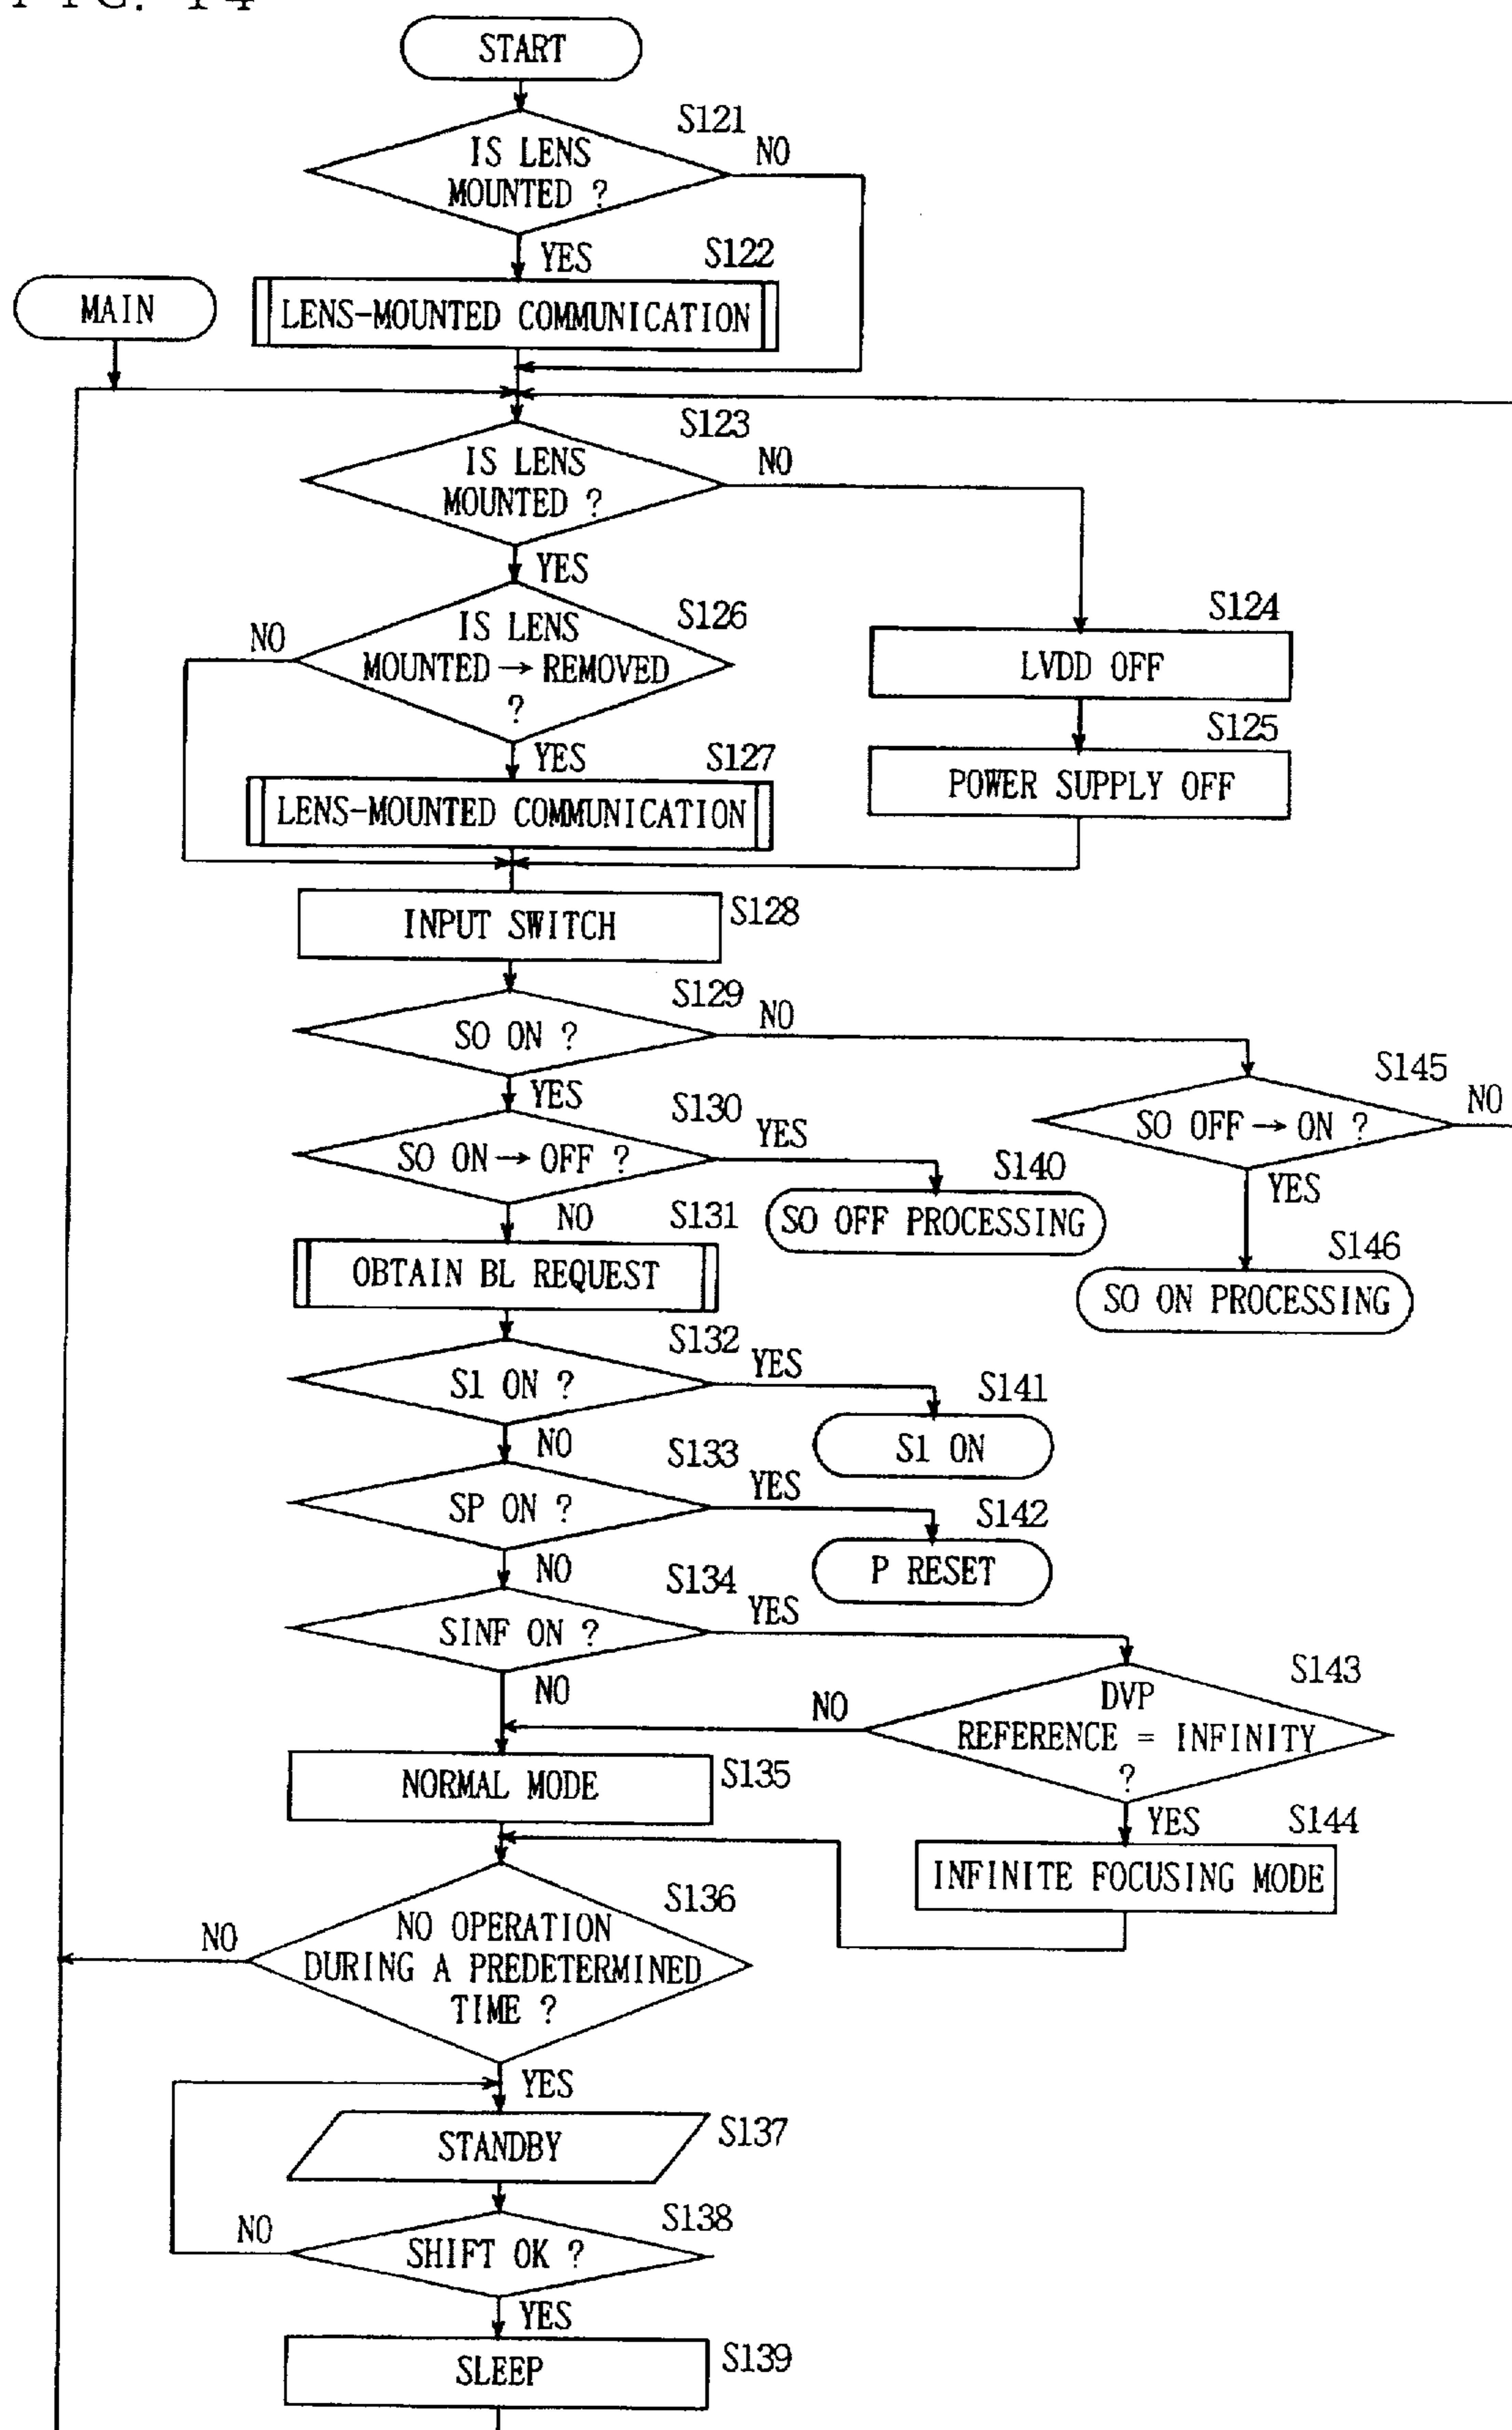 FIG. 14
START
S121
IS LENS
MOUNTED ?
NO
YES
S122
LENS-MOUNTED COMMUNICATION
MAIN
S123
IS LENS
MOUNTED ?
NO
YES
S126
IS LENS
MOUNTED → REMOVED
?
NO
YES
S124
LVDD OFF
S125
POWER SUPPLY OFF
S127
LENS-MOUNTED COMMUNICATION
INPUT SWITCH
S128
S129
SO ON ?
NO
YES
S145
SO OFF → ON ?
NO
YES
S130
SO ON → OFF ?
YES
NO
S140
SO OFF PROCESSING
S146
SO ON PROCESSING
S131
OBTAIN BL REQUEST
S132
S1 ON ?
YES
NO
S141
S1 ON
S133
SP ON ?
YES
NO
S142
P RESET
S134
SINF ON ?
YES
NO
S143
DVP
REFERENCE = INFINITY
?
NO
YES
NORMAL MODE
S135
S144
INFINITE FOCUSING MODE
S136
NO OPERATION
DURING A PREDETERMINED
TIME ?
NO
YES
STANDBY
S137
S138
SHIFT OK ?
NO
YES
SLEEP
S139